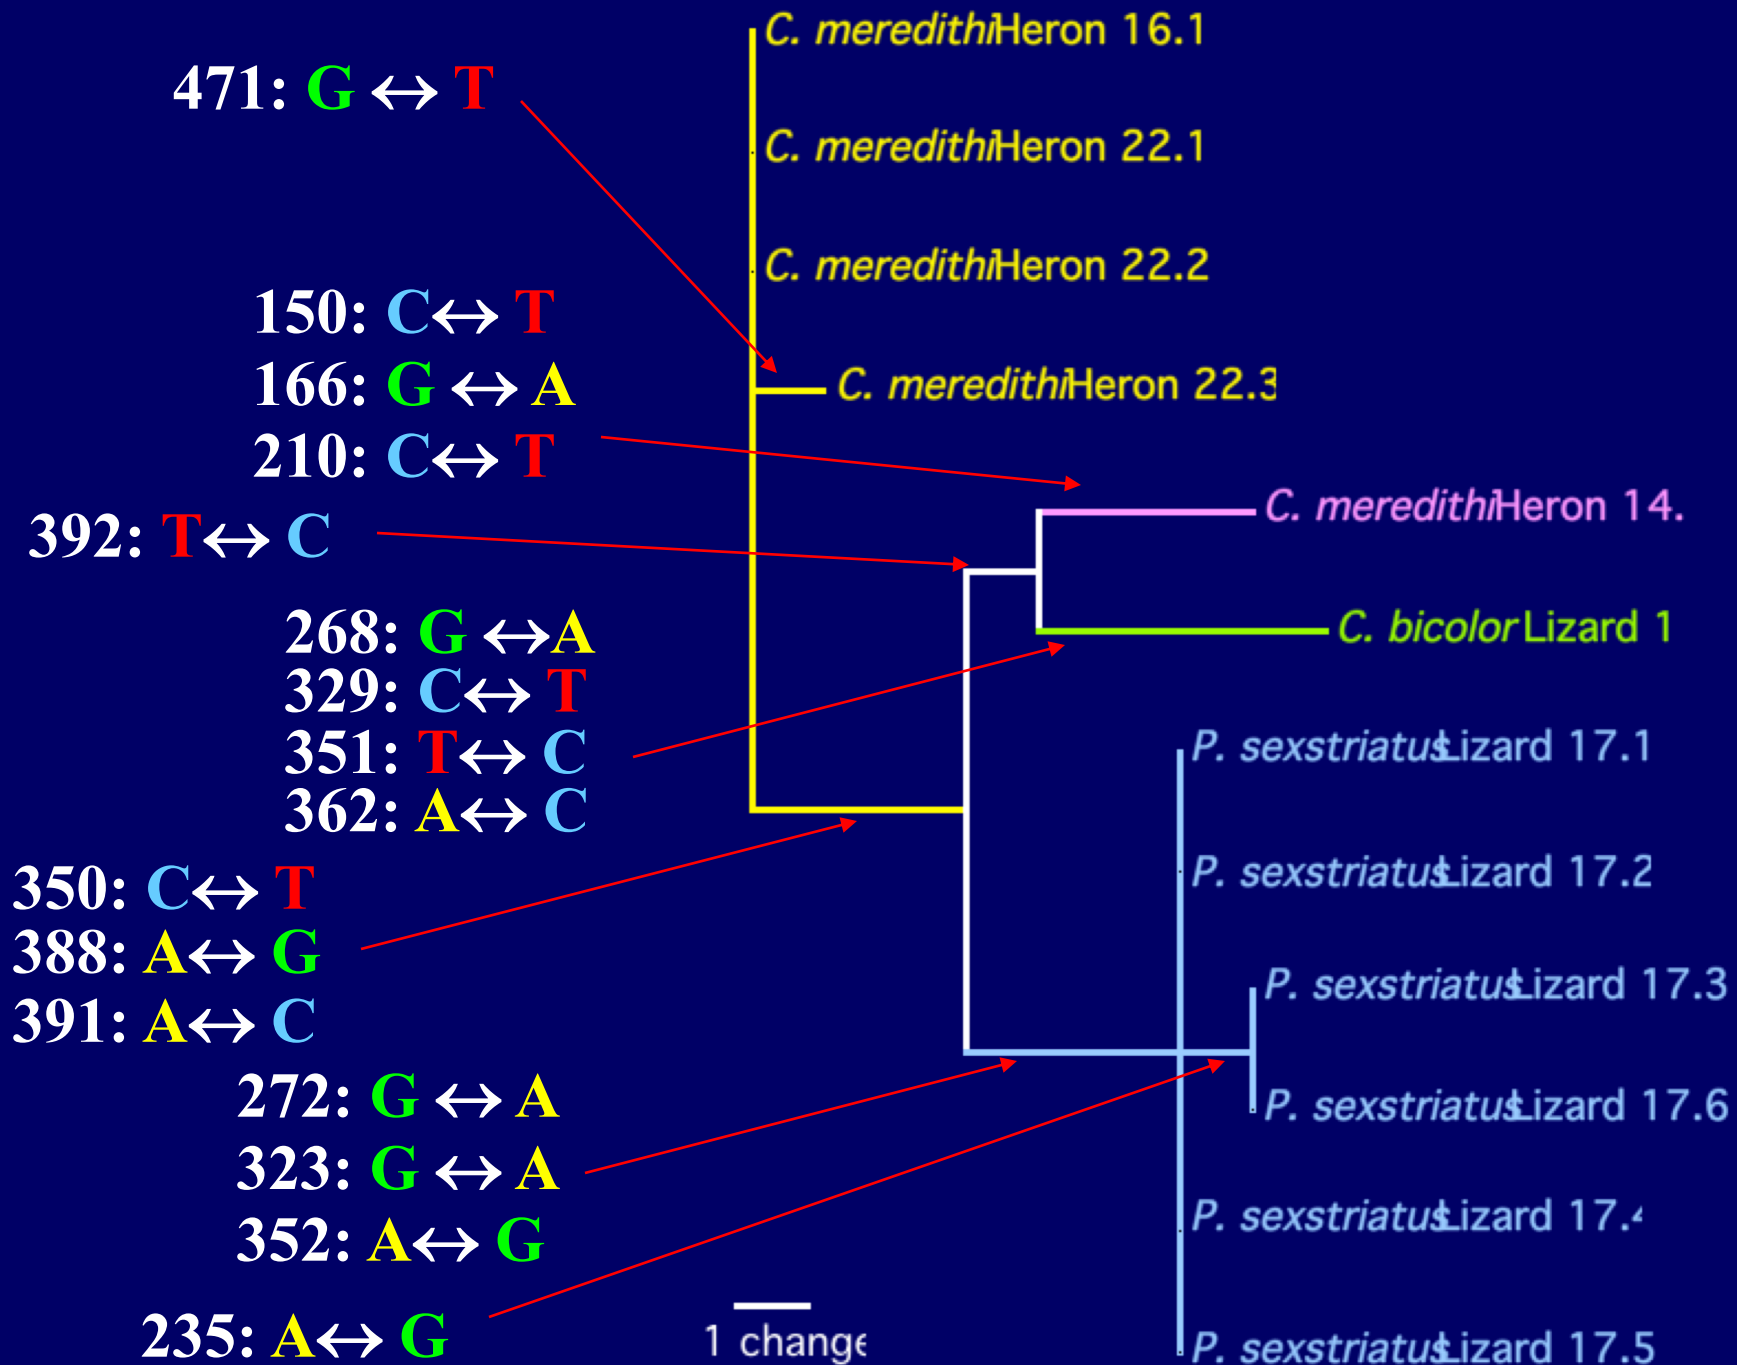 C. meredithi Heron 16.1
471: G ↔ T
C. meredithi Heron 22.1
C. meredithi Heron 22.2
150: C↔ T
166: G ↔ A
210: C↔ T
C. meredithi Heron 22.3
392: T↔ C
C. meredithi Heron 14.
268: G ↔A
329: C↔ T
351: T↔ C
362: A↔ C
C. bicolor Lizard 1
P. sexstriatus Lizard 17.1
350: C↔ T
388: A↔ G
391: A↔ C
P. sexstriatus Lizard 17.2
P. sexstriatus Lizard 17.3
272: G ↔ A
323: G ↔ A
352: A↔ G
P. sexstriatus Lizard 17.6
P. sexstriatus Lizard 17.4
235: A↔ G
1 change
P. sexstriatus Lizard 17.5